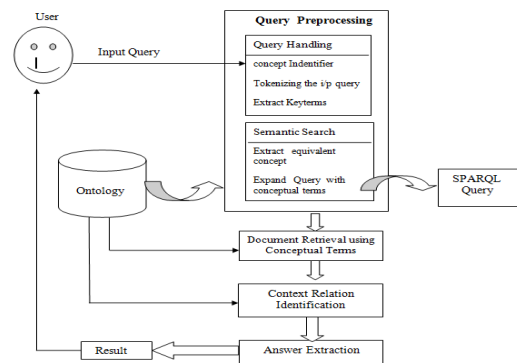 User
Query Preprocessing
Input Query
Query Handling
concept Indentifier
Tokenizing the i/p query
Extract Keyterms
Semantic Search
Extract equivalent
concept
Expand Query with
conceptual terms
Ontology
SPARQL
Query
Document Retrieval using
Conceptual Terms
Context Relation
Identification
Answer Extraction
Result